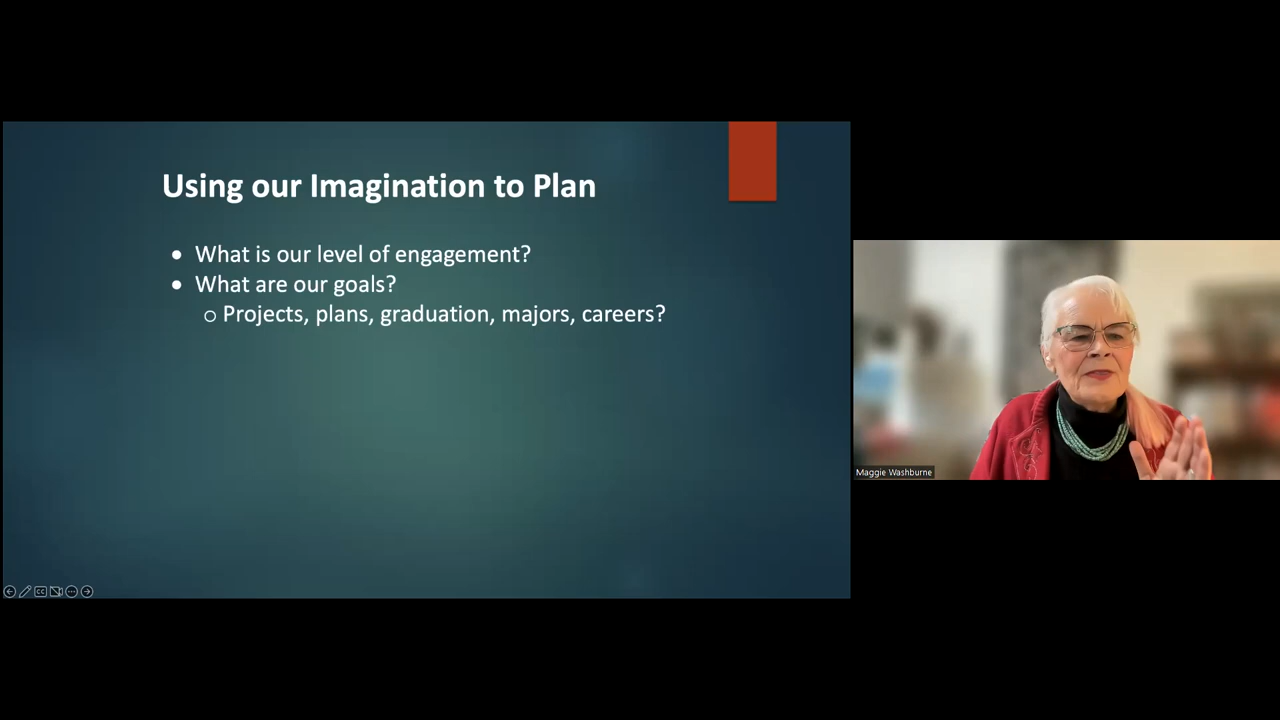 Using our Imagination to Plan
What is our level of engagement?
What are our goals?
Projects, plans, graduation, majors, careers?
Maggie Washburne